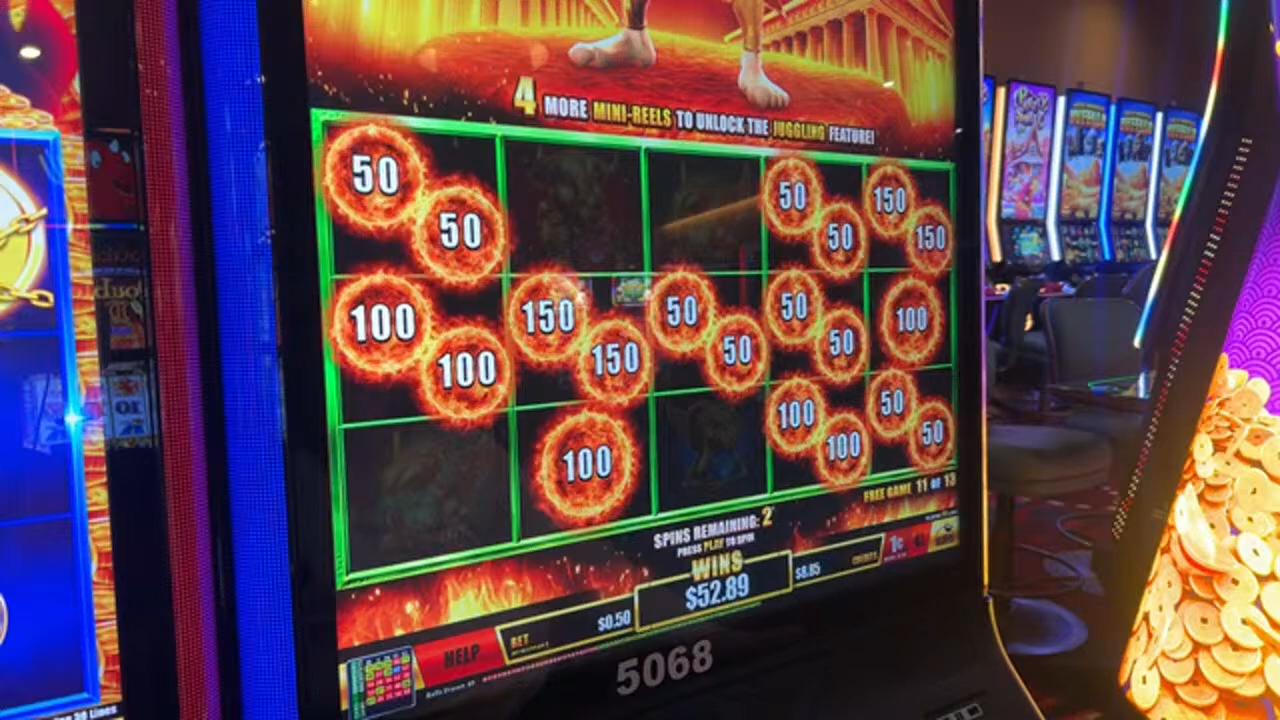 4 MORE MINI-REELS TO UNLOCK THE JUGGLING FEATURE!
50 50 50 50 150 150
100 100 150 150 50 50 50 50 100
100 100 100 50 50
FREE GAME 11 OF 13
SPINS REMAINING: 2
PRESS PLAY TO SPIN
WINS
$52.89
BET
$0.50
CREDITS
$8.85
1¢
HELP
5068